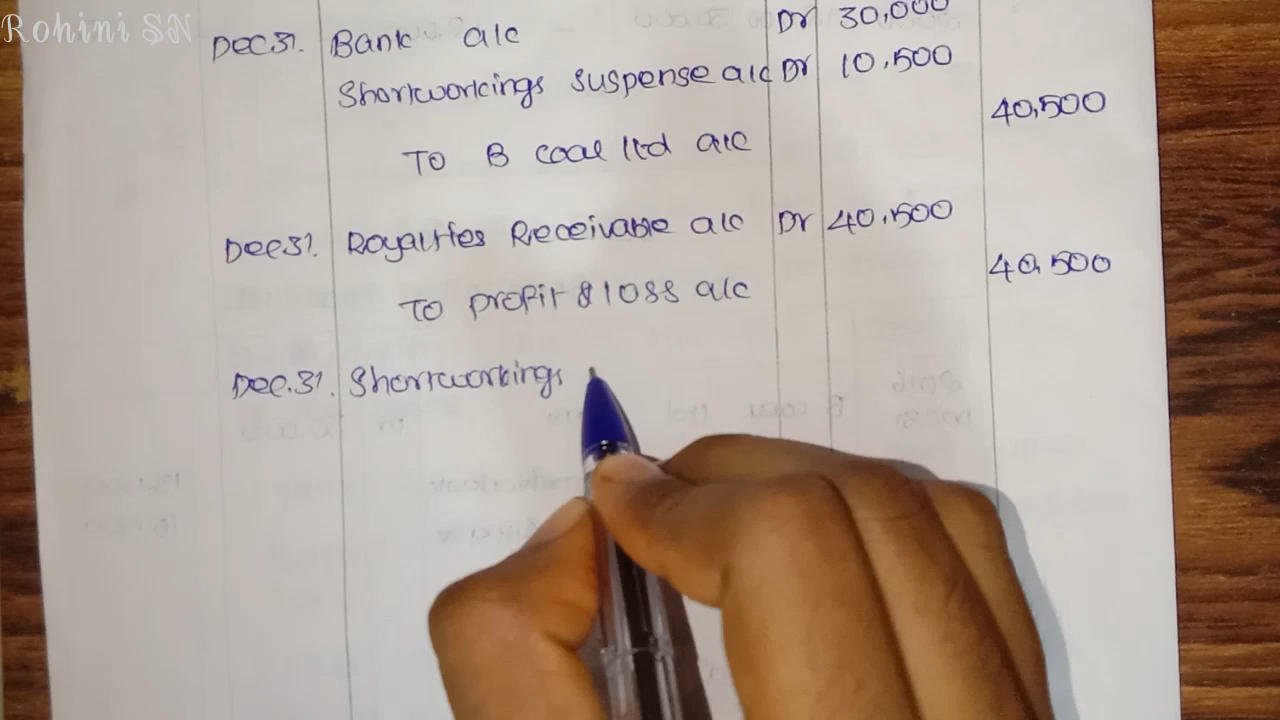 Rohini SN
Dec.31. Bank a/c Dr 30,000
Shortworkings suspense a/c Dr 10,500
To B coal ltd a/c 40,500
Dec.31. Royalties Receivable a/c Dr 40,500
To profit & loss a/c 40,500
Dec.31. Shortworkings